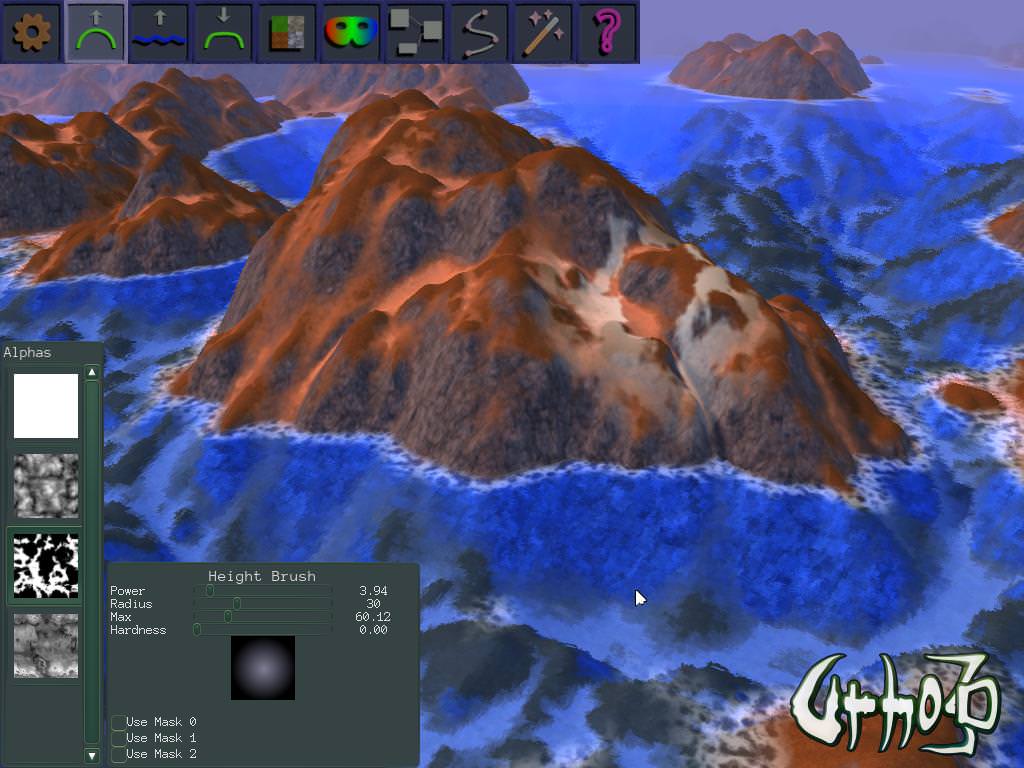 Alphas
Height Brush
Power 3.94
Radius 30
Max 60.12
Hardness 0.00
Use Mask 0
Use Mask 1
Use Mask 2